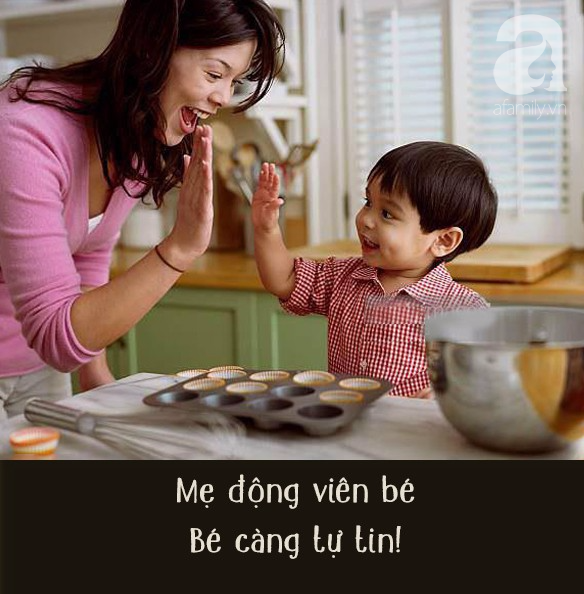 a
afamily.vn
Mẹ động viên bé
Bé càng tự tin!